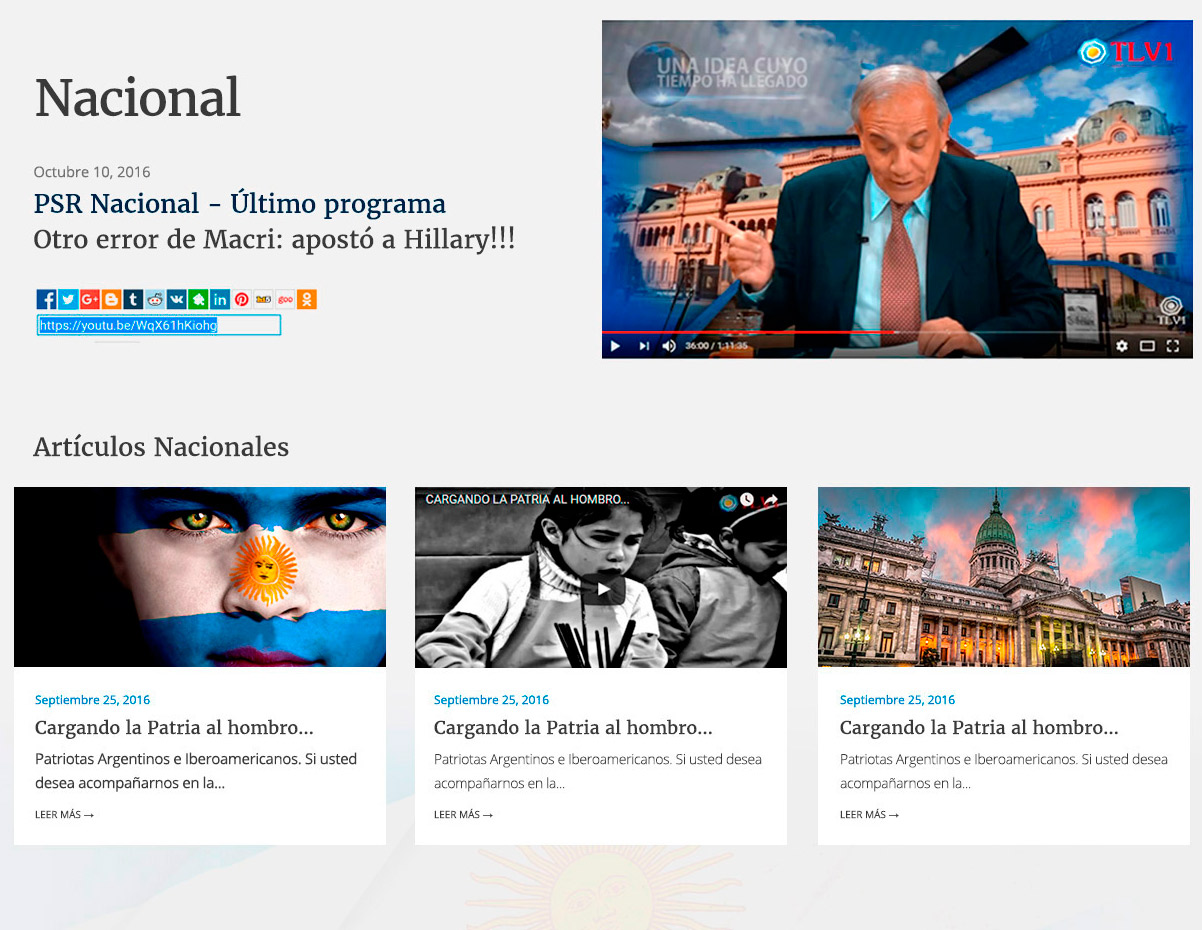 Nacional
Octubre 10, 2016
PSR Nacional - Último programa
Otro error de Macri: apostó a Hillary!!!
https://youtu.be/WqX61hKiohg
UNA IDEA CUYO
TIEMPO HA LLEGADO
TLV1
TLV1
36:00 / 1:11:35
Artículos Nacionales
CARGANDO LA PATRIA AL HOMBRO...
Septiembre 25, 2016
Cargando la Patria al hombro...
Patriotas Argentinos e Iberoamericanos. Si usted
desea acompañarnos en la...
LEER MÁS →
Septiembre 25, 2016
Cargando la Patria al hombro...
Patriotas Argentinos e Iberoamericanos. Si usted desea
acompañarnos en la...
LEER MÁS →
Septiembre 25, 2016
Cargando la Patria al hombro...
Patriotas Argentinos e Iberoamericanos. Si usted desea
acompañarnos en la...
LEER MÁS →